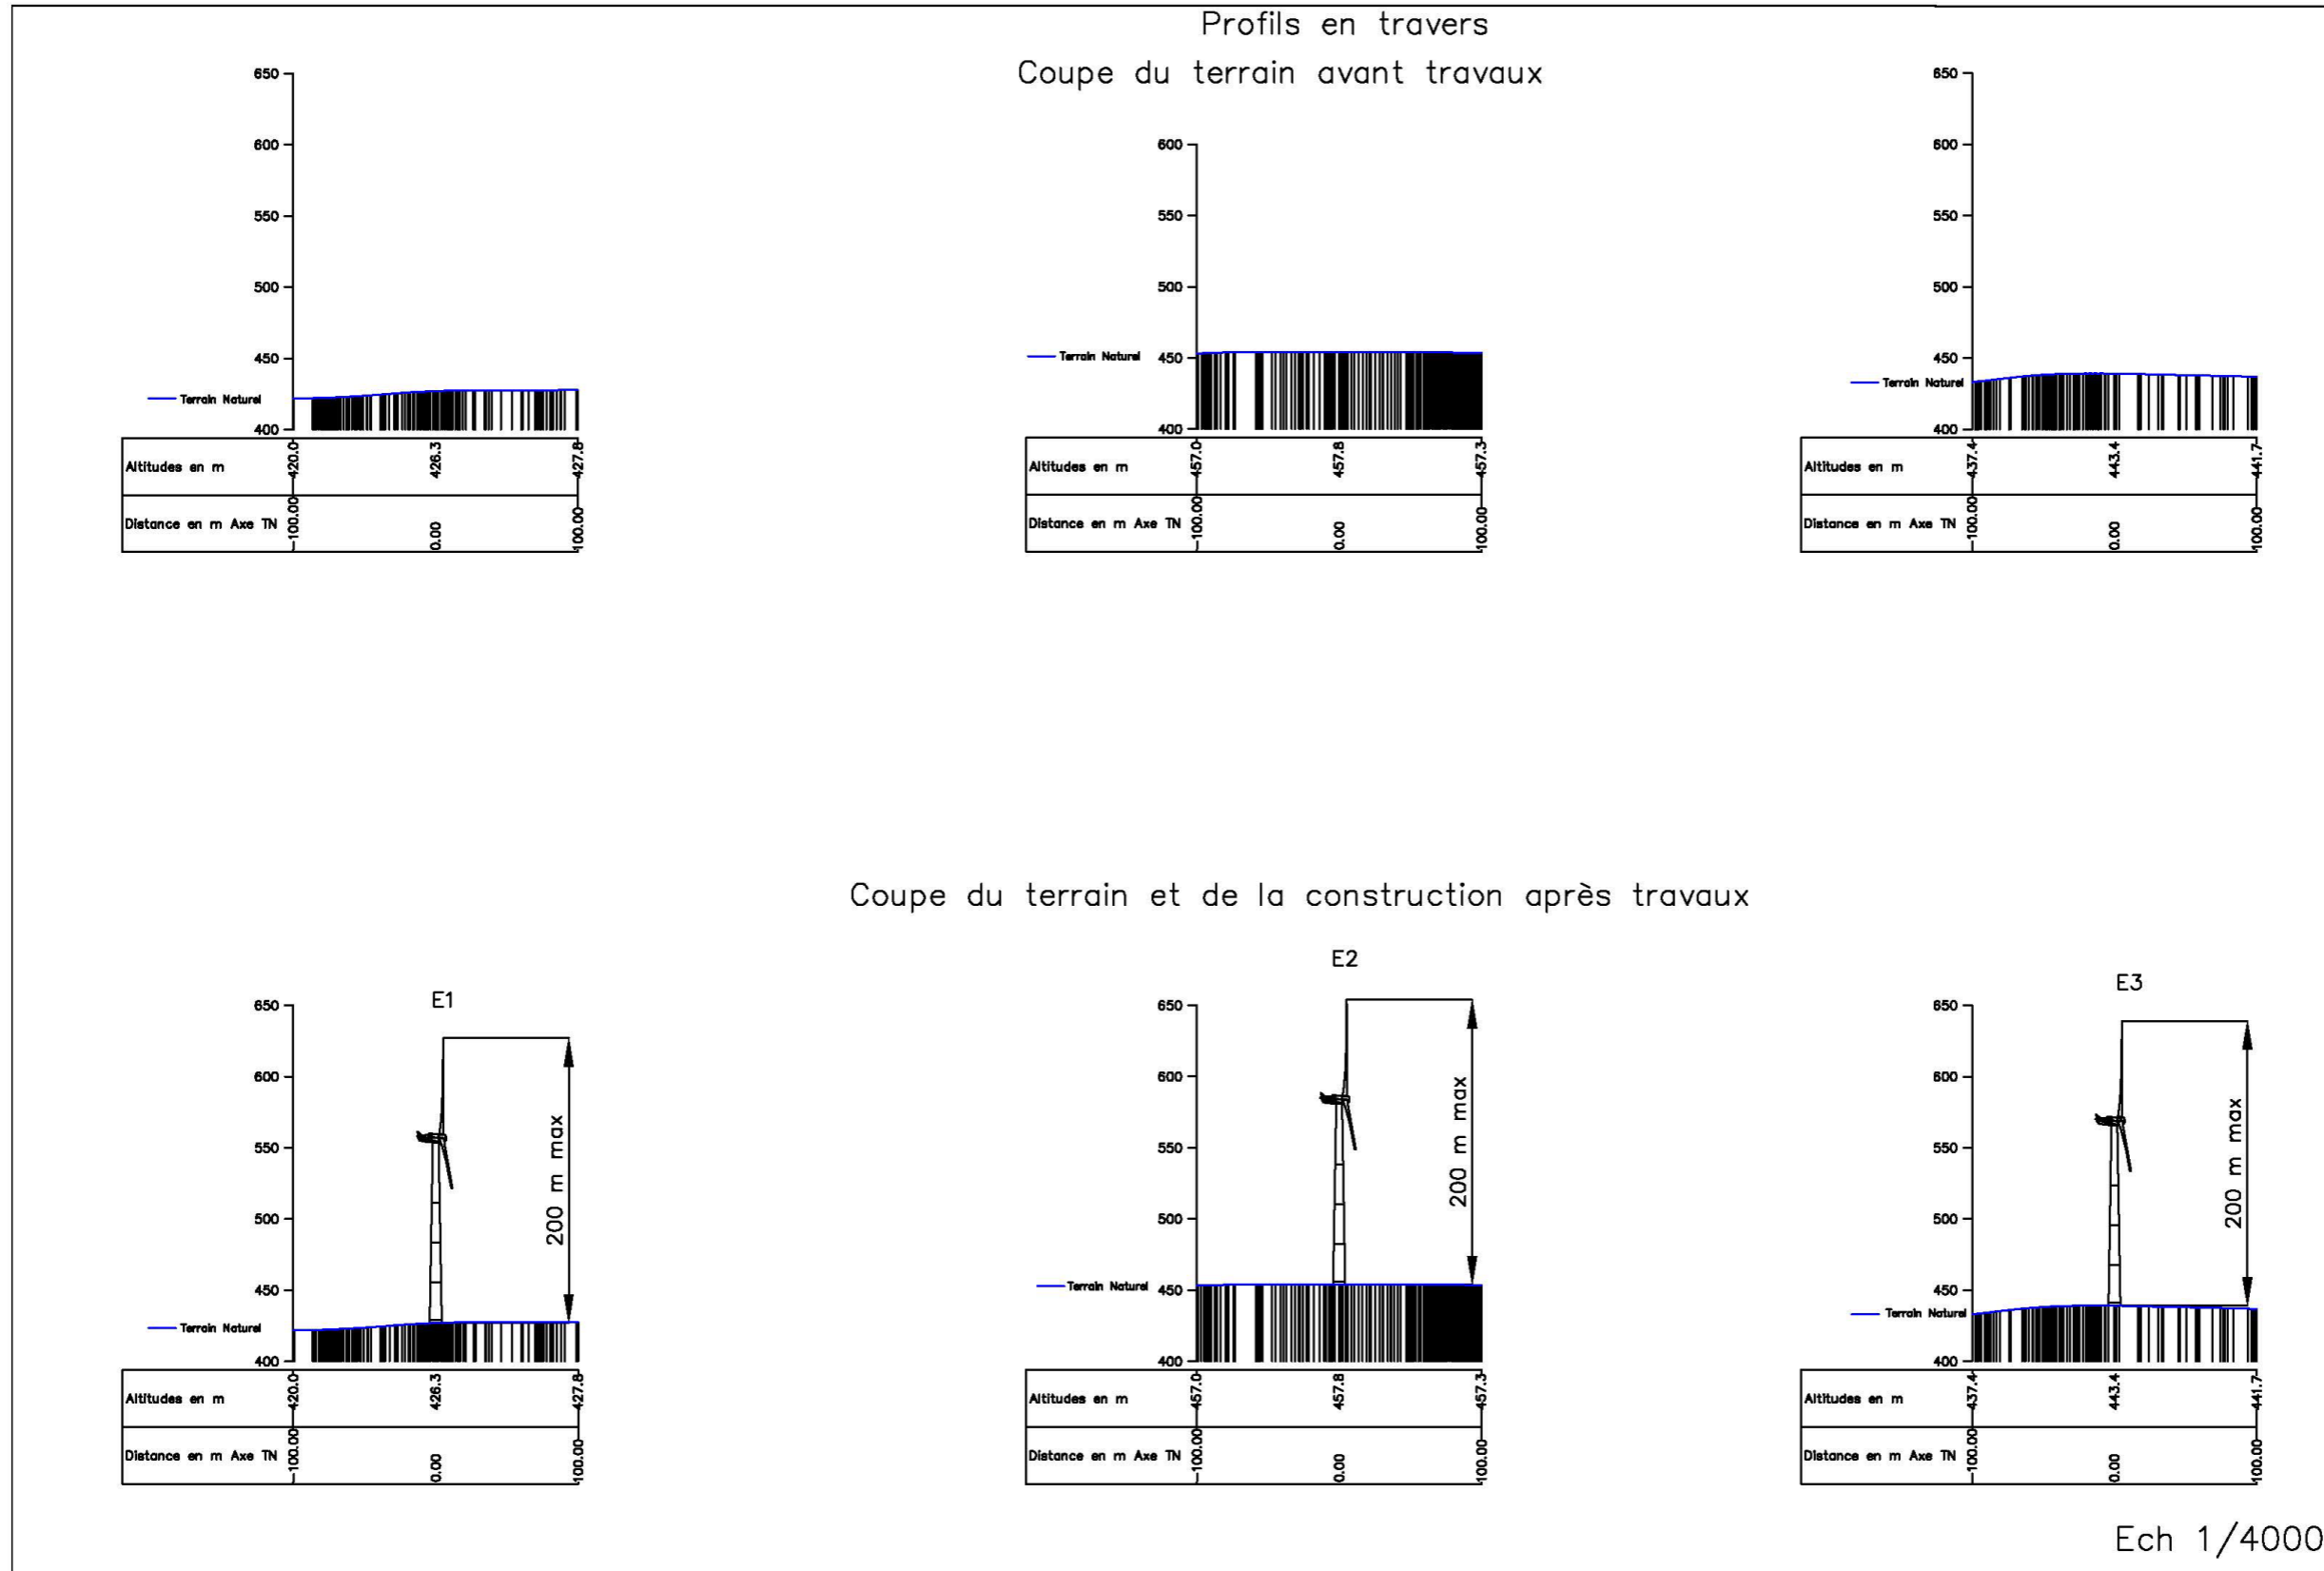 Profils en travers
Coupe du terrain avant travaux
650
600
550
500
450
400
Terrain Naturel
Altitudes en m
420.0
426.3
427.8
Distance en m Axe TN
-100.00
0.00
100.00
600
550
500
450
400
Terrain Naturel
Altitudes en m
457.0
457.8
457.3
Distance en m Axe TN
-100.00
0.00
100.00
650
600
550
500
450
400
Terrain Naturel
Altitudes en m
437.4
443.4
441.7
Distance en m Axe TN
-100.00
0.00
100.00
Coupe du terrain et de la construction après travaux
E1
650
600
550
500
450
400
200 m max
Terrain Naturel
Altitudes en m
420.0
426.3
427.8
Distance en m Axe TN
-100.00
0.00
100.00
E2
650
600
550
500
450
400
200 m max
Terrain Naturel
Altitudes en m
457.0
457.8
457.3
Distance en m Axe TN
-100.00
0.00
100.00
E3
650
600
550
500
450
400
200 m max
Terrain Naturel
Altitudes en m
437.4
443.4
441.7
Distance en m Axe TN
-100.00
0.00
100.00
Ech 1/4000